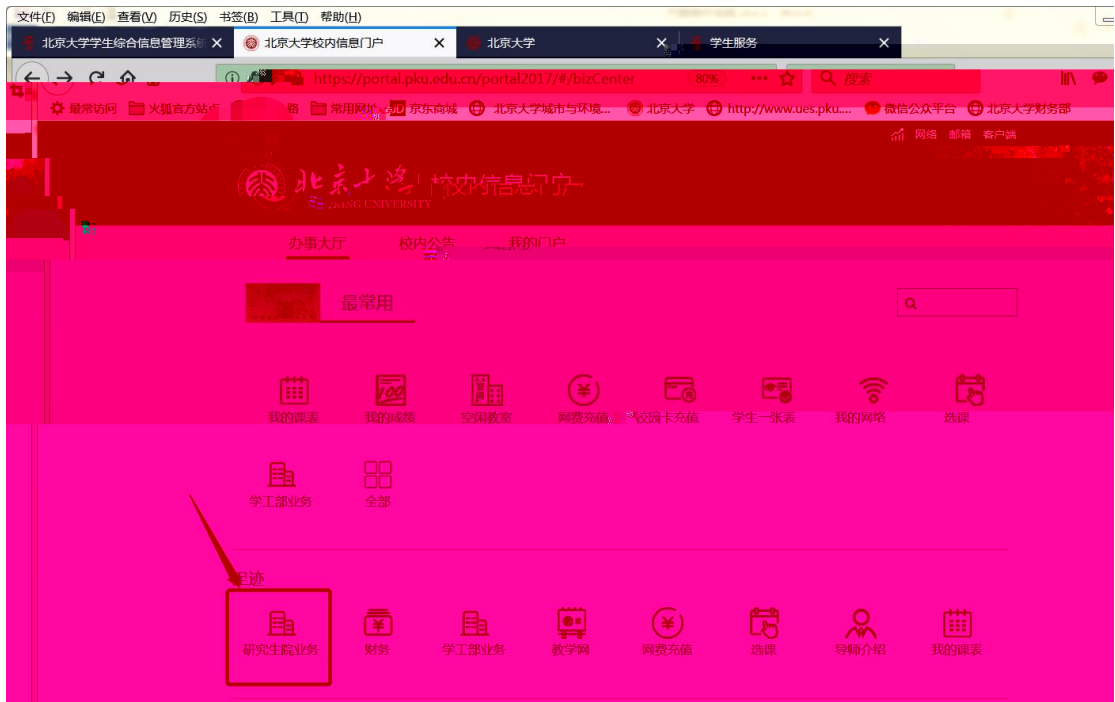 文件(F) 编辑(E) 查看(V) 历史(S) 书签(B) 工具(T) 帮助(H)
北京大学学生综合信息管理系统 北京大学校内信息门户 北京大学 学生服务
https://portal.pku.edu.cn/portal2017/#/bizCenter 80% 搜索
最常访问 火狐官方站点 常用网址 JD 京东商城 北京大学城市与环境... 北京大学 http://www.ues.pku.... 微信公众平台 北京大学财务部
网络 邮箱 客户端
北京大学 校内信息门户
PEKING UNIVERSITY
办事大厅 校内公告 我的门户
最常用
我的课表 我的成绩 空闲教室 网费充值 校园卡充值 学生一张表 我的网络 选课
学工部业务 全部
足迹
研究生院业务 财务 学工部业务 教学网 网费充值 选课 导师介绍 我的课表